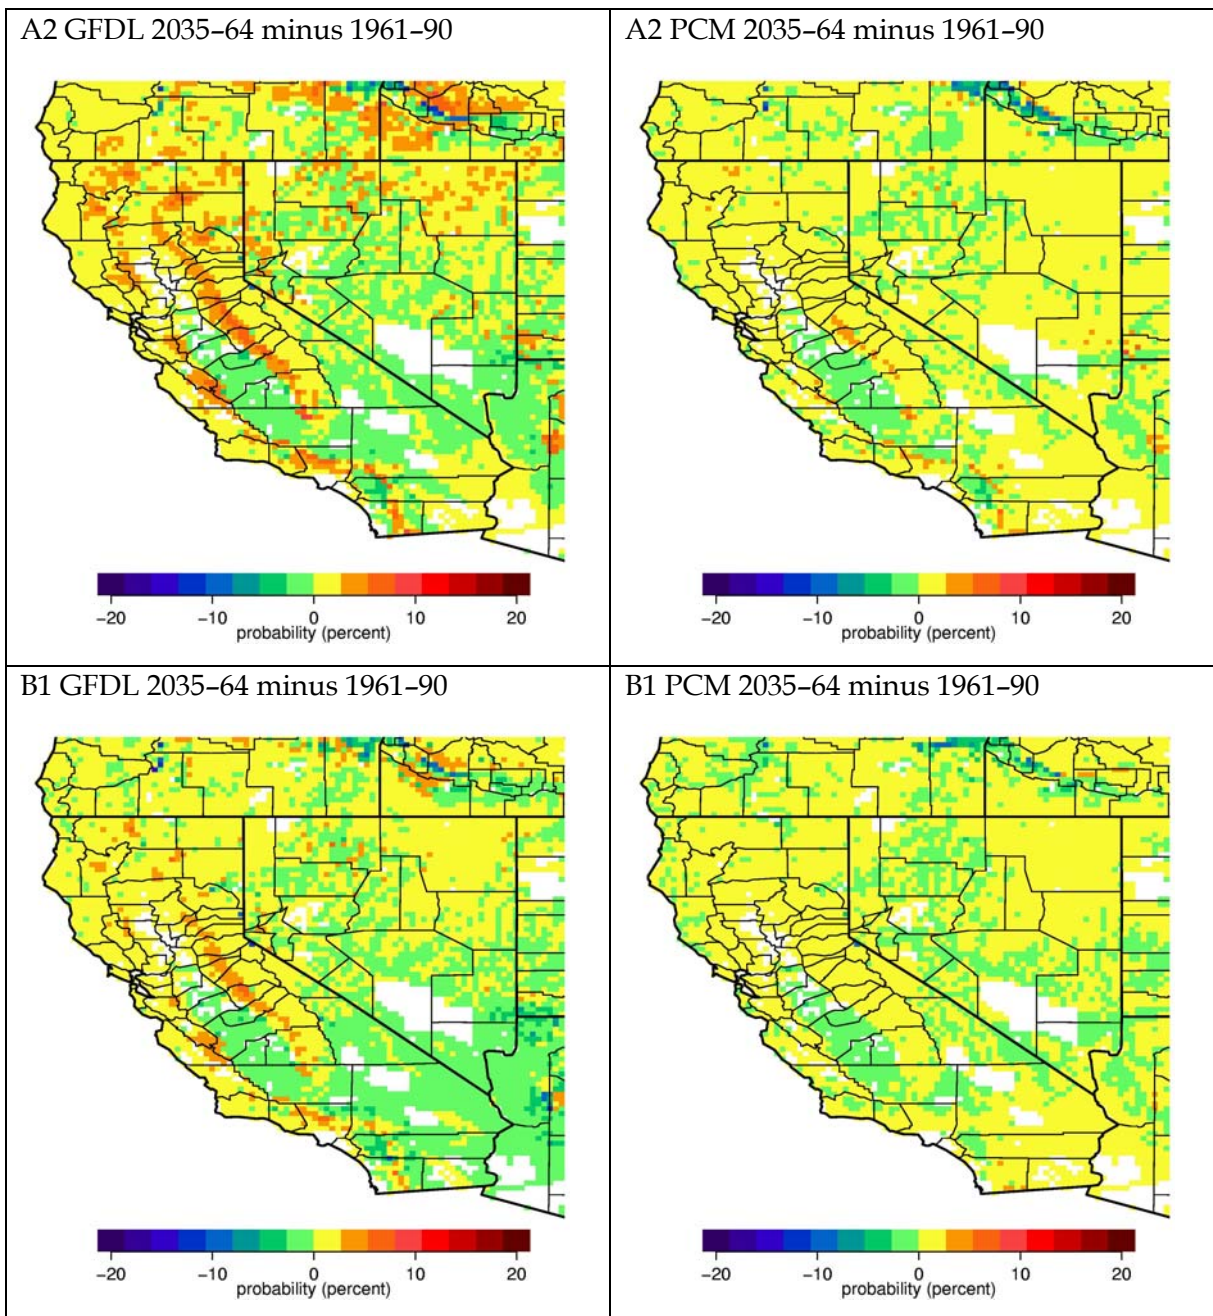 A2 GFDL 2035–64 minus 1961–90
A2 PCM 2035–64 minus 1961–90
−20 −10 0 10 20
probability (percent)
−20 −10 0 10 20
probability (percent)
B1 GFDL 2035–64 minus 1961–90
B1 PCM 2035–64 minus 1961–90
−20 −10 0 10 20
probability (percent)
−20 −10 0 10 20
probability (percent)